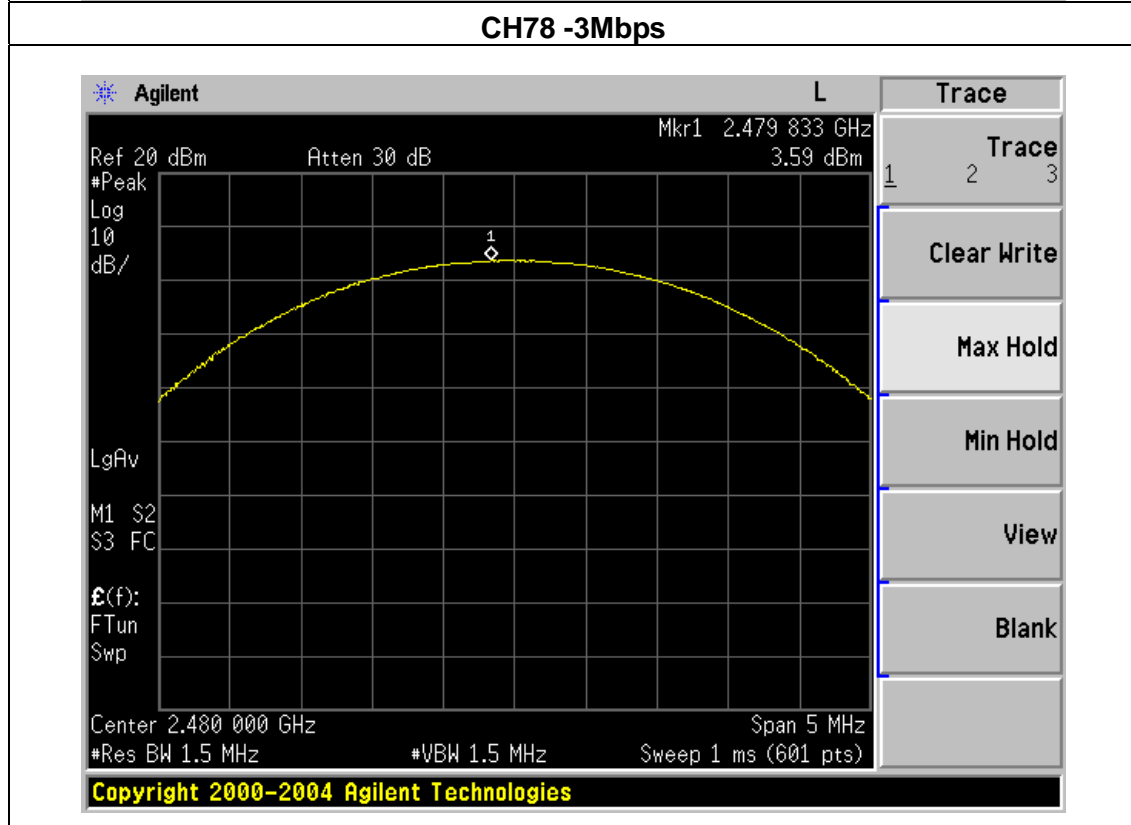 CH78 -3Mbps
Agilent L Trace
Mkr1 2.479 833 GHz
Ref 20 dBm Atten 30 dB 3.59 dBm
#Peak
Log
10
dB/
1
LgAv
M1 S2
S3 FC
£(f):
FTun
Swp
Center 2.480 000 GHz Span 5 MHz
#Res BW 1.5 MHz #VBW 1.5 MHz Sweep 1 ms (601 pts)
Trace
1 2 3
Clear Write
Max Hold
Min Hold
View
Blank
Copyright 2000-2004 Agilent Technologies